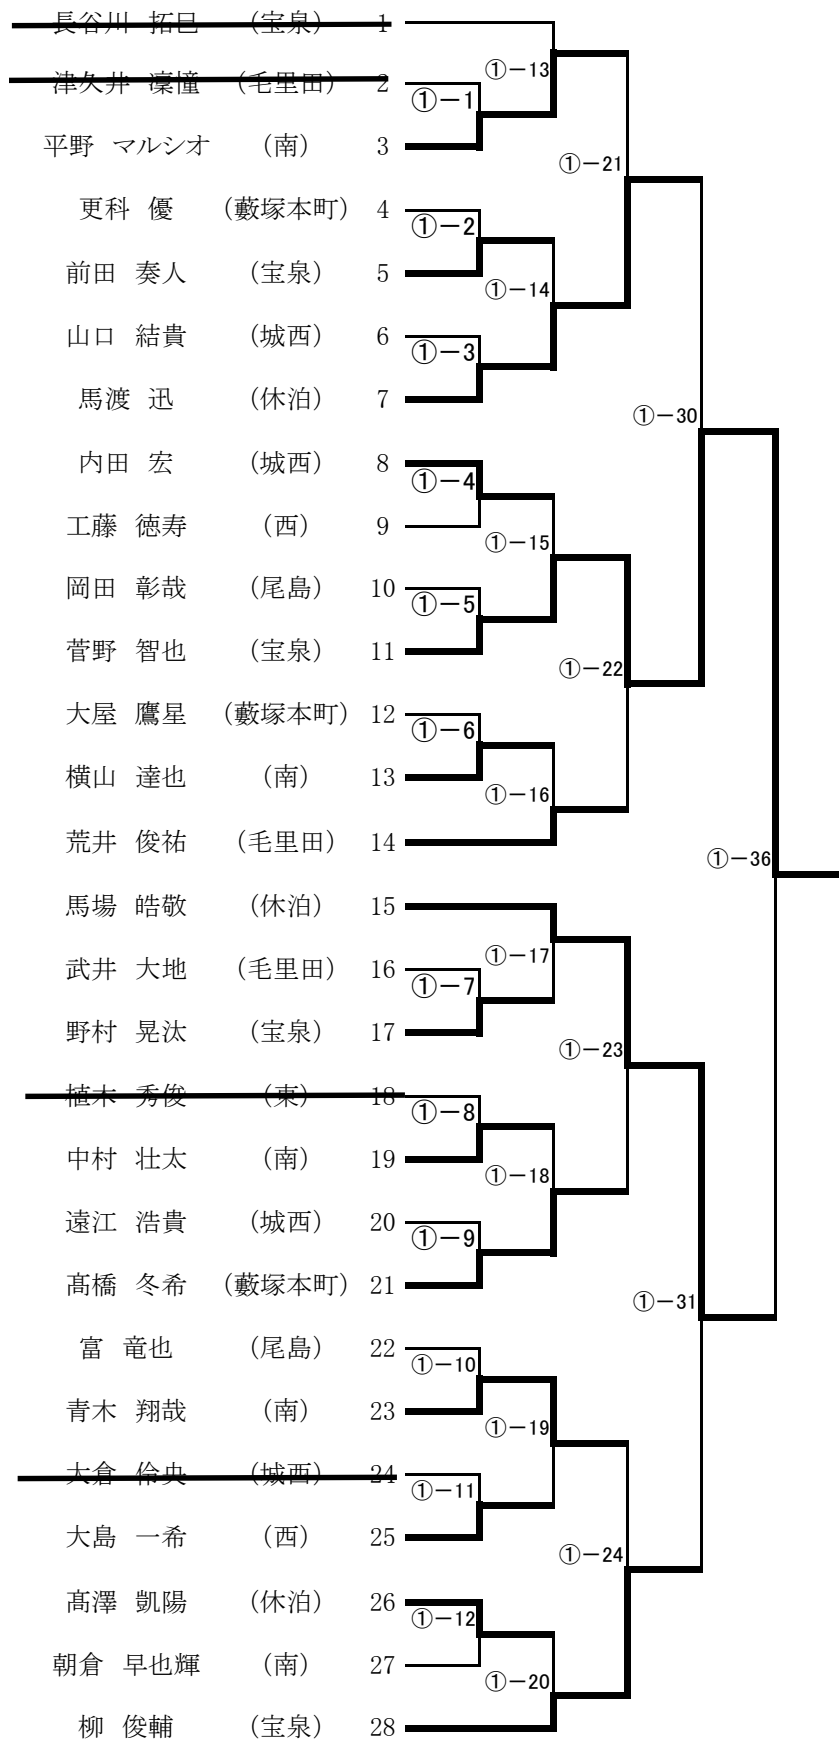 長谷川 拓巳 （宝泉） 1
①－13
津久井 凜憧 （毛里田） 2
①－1
平野 マルシオ （南） 3
①－21
更科 優 （藪塚本町） 4
①－2
前田 奏人 （宝泉） 5
①－14
山口 結貴 （城西） 6
①－3
馬渡 迅 （休泊） 7
①－30
内田 宏 （城西） 8
①－4
工藤 徳寿 （西） 9
①－15
岡田 彰哉 （尾島） 10
①－5
菅野 智也 （宝泉） 11
①－22
大屋 鷹星 （藪塚本町） 12
①－6
横山 達也 （南） 13
①－16
荒井 俊祐 （毛里田） 14
①－36
馬場 皓敬 （休泊） 15
①－17
武井 大地 （毛里田） 16
①－7
野村 晃汰 （宝泉） 17
①－23
植木 秀俊 （東） 18
①－8
中村 壮太 （南） 19
①－18
遠江 浩貴 （城西） 20
①－9
髙橋 冬希 （藪塚本町） 21
①－31
富 竜也 （尾島） 22
①－10
青木 翔哉 （南） 23
①－19
大倉 伶央 （城西） 24
①－11
大島 一希 （西） 25
①－24
髙澤 凱陽 （休泊） 26
①－12
朝倉 早也輝 （南） 27
①－20
柳 俊輔 （宝泉） 28